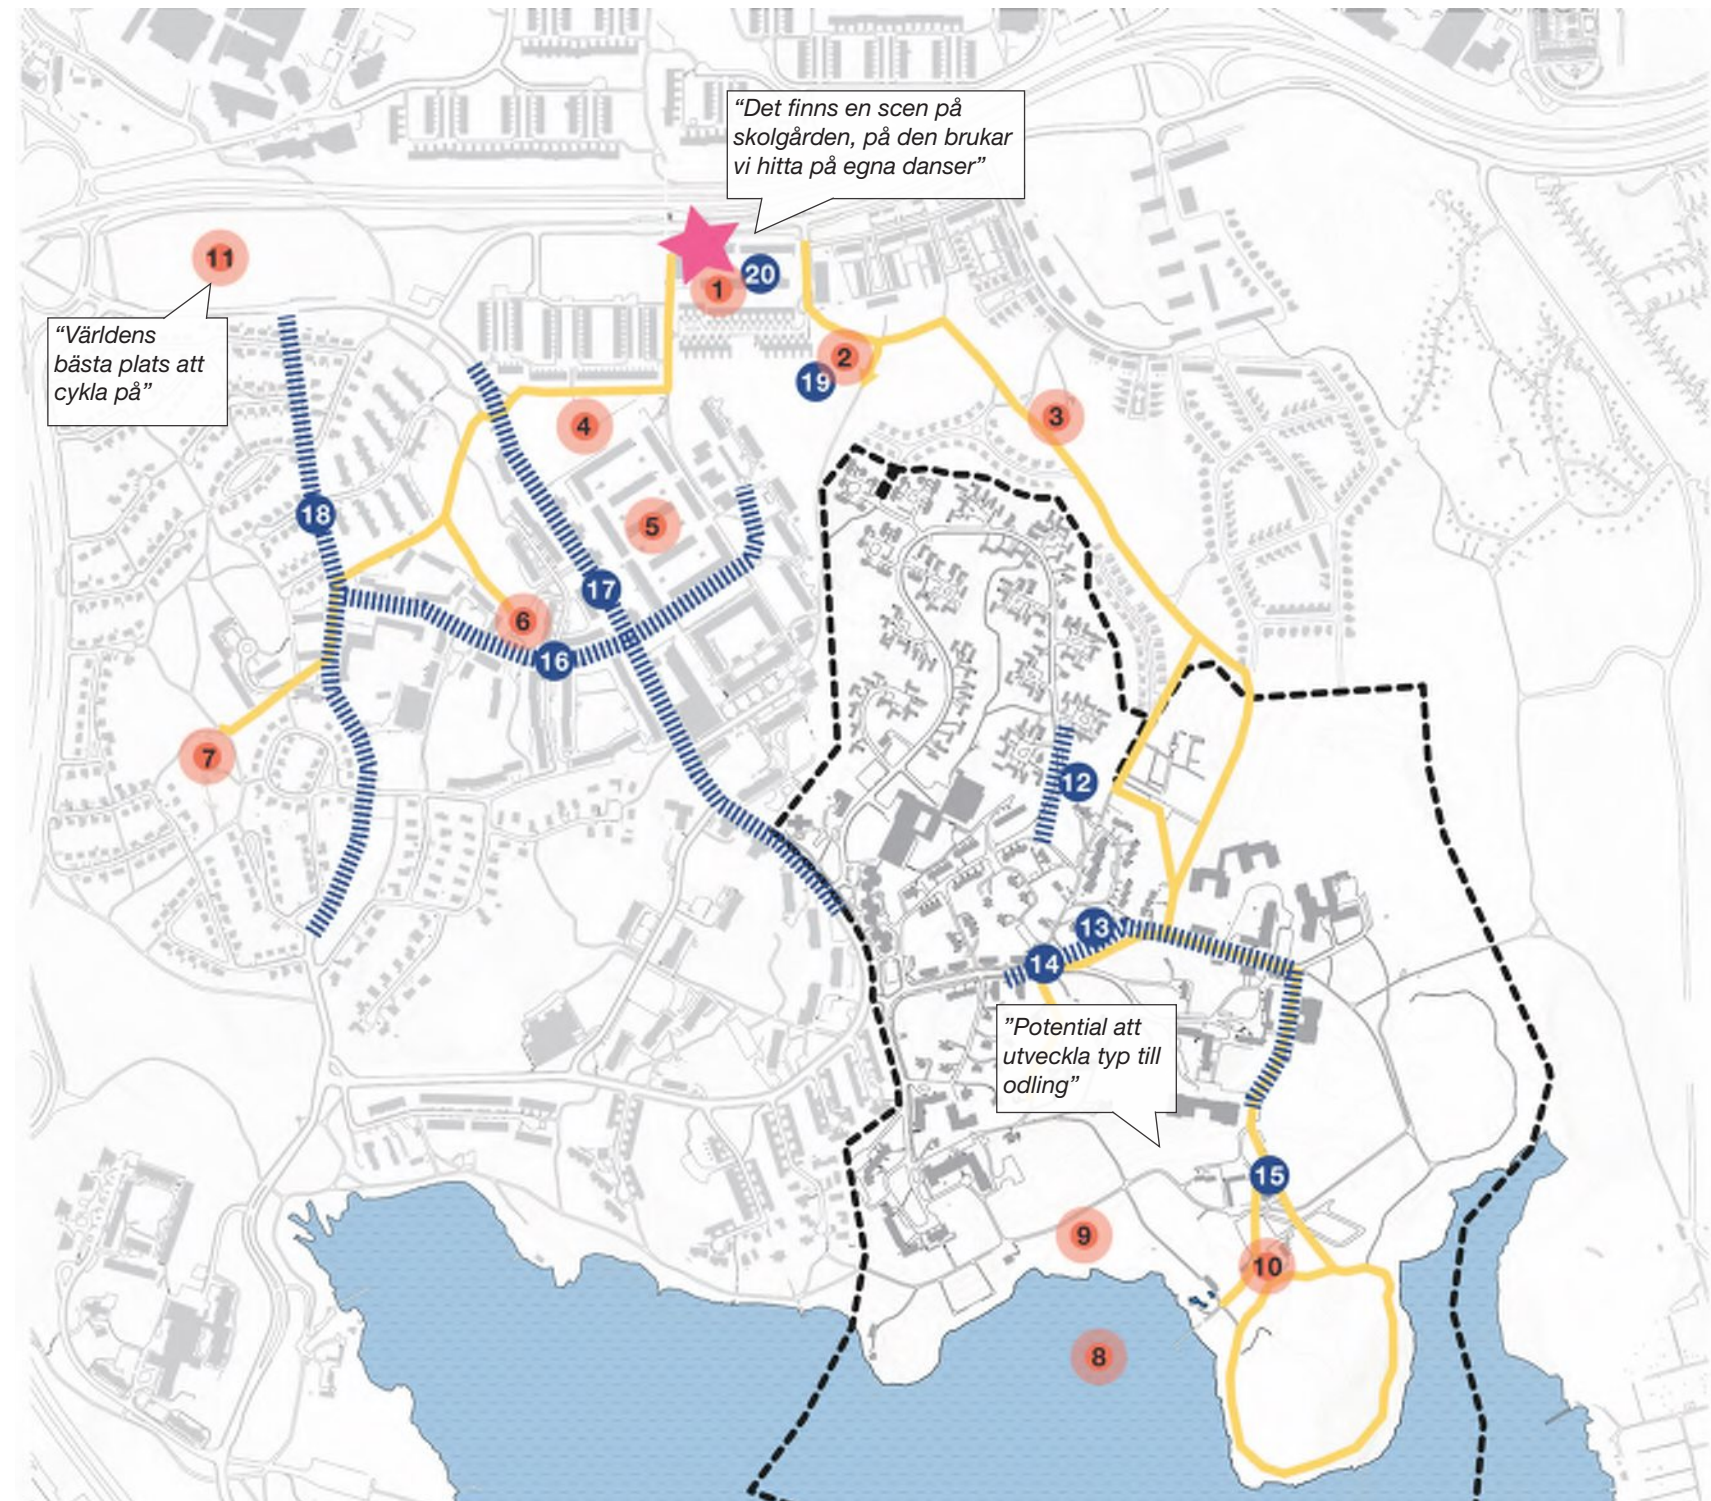 “Det finns en scen på
skolgården, på den brukar
vi hitta på egna danser”
11
20
1
“Världens
bästa plats att
cykla på”
2
19
3
4
18
5
17
6
16
7
12
13
14
”Potential att
utveckla typ till
odling”
15
9
10
8